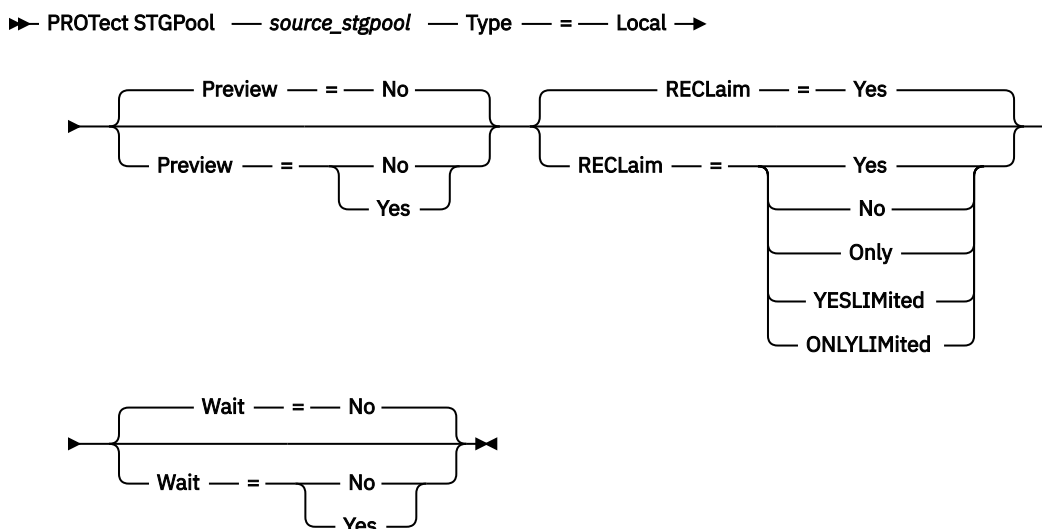 PROTect STGPool source_stgpool Type = Local
Preview = No RECLaim = Yes
Preview = No RECLaim = Yes
Yes No
Only
YESLIMited
ONLYLIMited
Wait = No
Wait = No
Yes